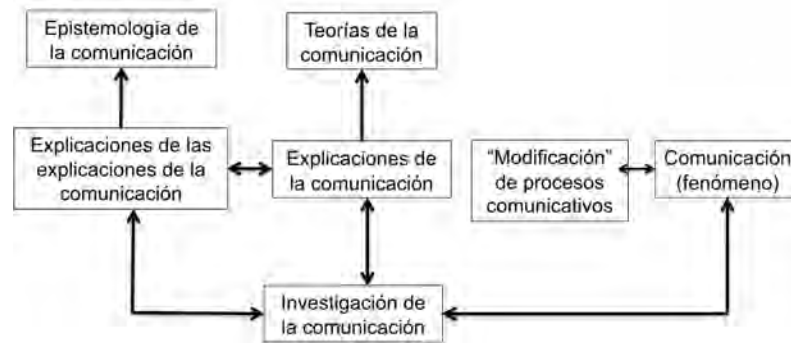 Epistemología de
la comunicación
Teorías de la
comunicación
Explicaciones de las
explicaciones de la
comunicación
Explicaciones de
la comunicación
“Modificación”
de procesos
comunicativos
Comunicación
(fenómeno)
Investigación de
la comunicación